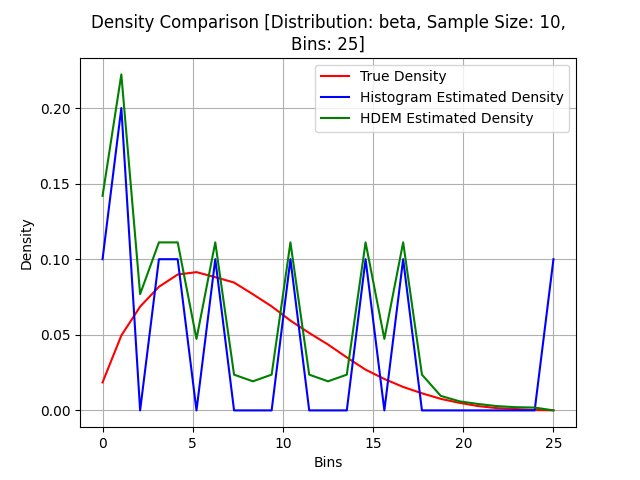 Density Comparison [Distribution: beta, Sample Size: 10,
Bins: 25]
True Density
Histogram Estimated Density
HDEM Estimated Density
Density
0.20
0.15
0.10
0.05
0.00
0
5
10
15
20
25
Bins